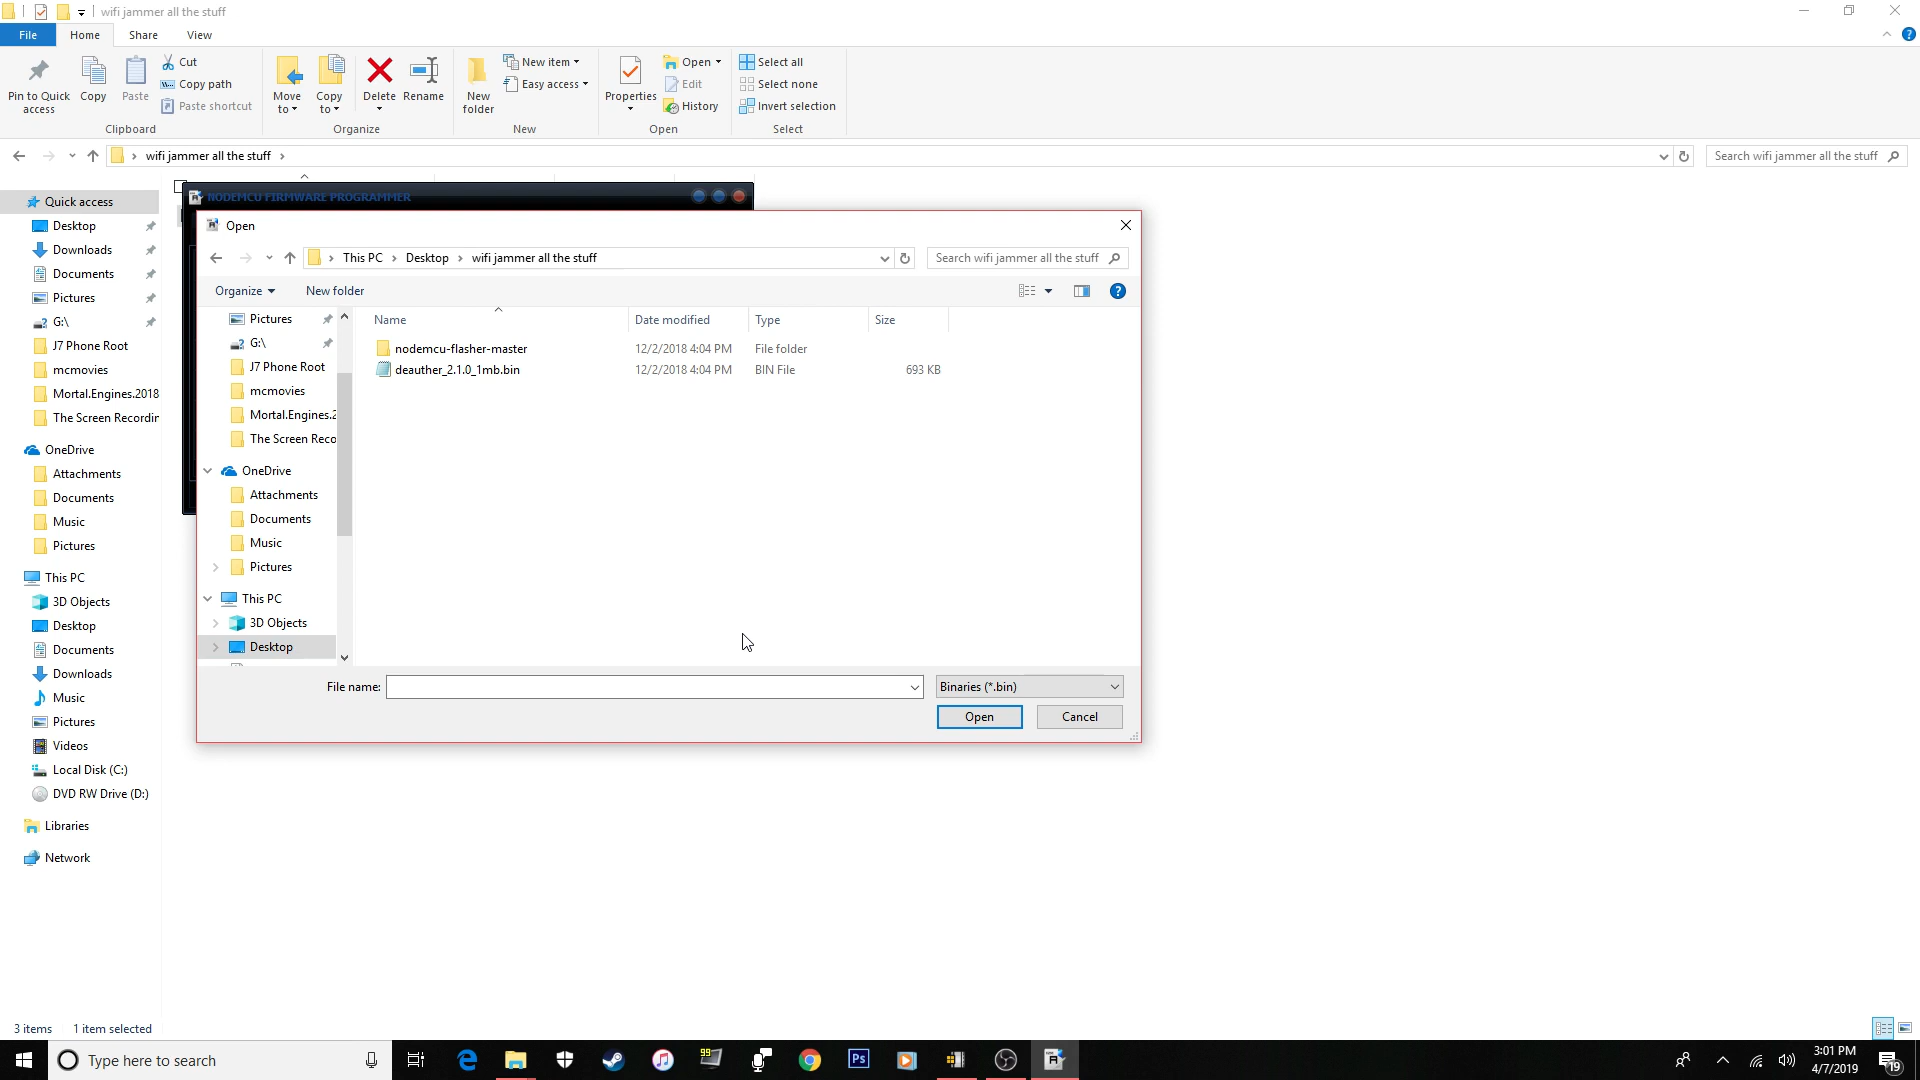 wifi jammer all the stuff
File Home Share View
Pin to Quick access
Copy
Paste
Cut
Copy path
Paste shortcut
Clipboard
Move to
Copy to
Delete
Rename
Organize
New folder
New item
Easy access
New
Properties
Open
Edit
History
Open
Select all
Select none
Invert selection
Select
wifi jammer all the stuff
Search wifi jammer all the stuff
Quick access
Desktop
Downloads
Documents
Pictures
G:\
J7 Phone Root
mcmovies
Mortal.Engines.2018
The Screen Recordin
OneDrive
Attachments
Documents
Music
Pictures
This PC
3D Objects
Desktop
Documents
Downloads
Music
Pictures
Videos
Local Disk (C:)
DVD RW Drive (D:)
Libraries
Network
NODEMCU FIRMWARE PROGRAMMER
Open
This PC Desktop wifi jammer all the stuff
Search wifi jammer all the stuff
Organize New folder
Pictures
G:\
J7 Phone Root
mcmovies
Mortal.Engines.2
The Screen Reco
OneDrive
Attachments
Documents
Music
Pictures
This PC
3D Objects
Desktop
Name Date modified Type Size
nodemcu-flasher-master 12/2/2018 4:04 PM File folder
deauther_2.1.0_1mb.bin 12/2/2018 4:04 PM BIN File 693 KB
File name:
Binaries (*.bin)
Open Cancel
3 items 1 item selected
Type here to search
99
Ps
3:01 PM
4/7/2019
19